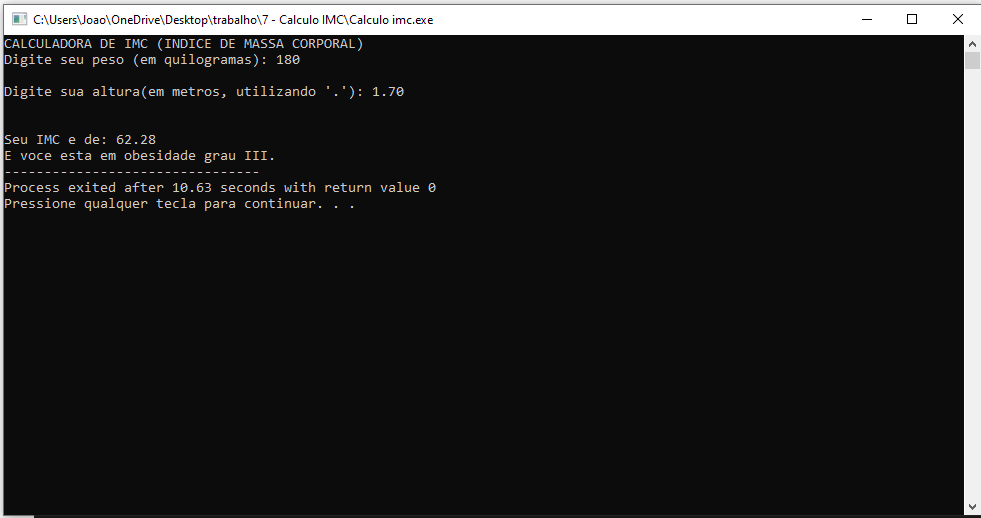 C:\Users\Joao\OneDrive\Desktop\trabalho\7 - Calculo IMC\Calculo imc.exe
CALCULADORA DE IMC (INDICE DE MASSA CORPORAL)
Digite seu peso (em quilogramas): 180
Digite sua altura(em metros, utilizando '.'): 1.70
Seu IMC e de: 62.28
E voce esta em obesidade grau III.
--------------------------------
Process exited after 10.63 seconds with return value 0
Pressione qualquer tecla para continuar. . .